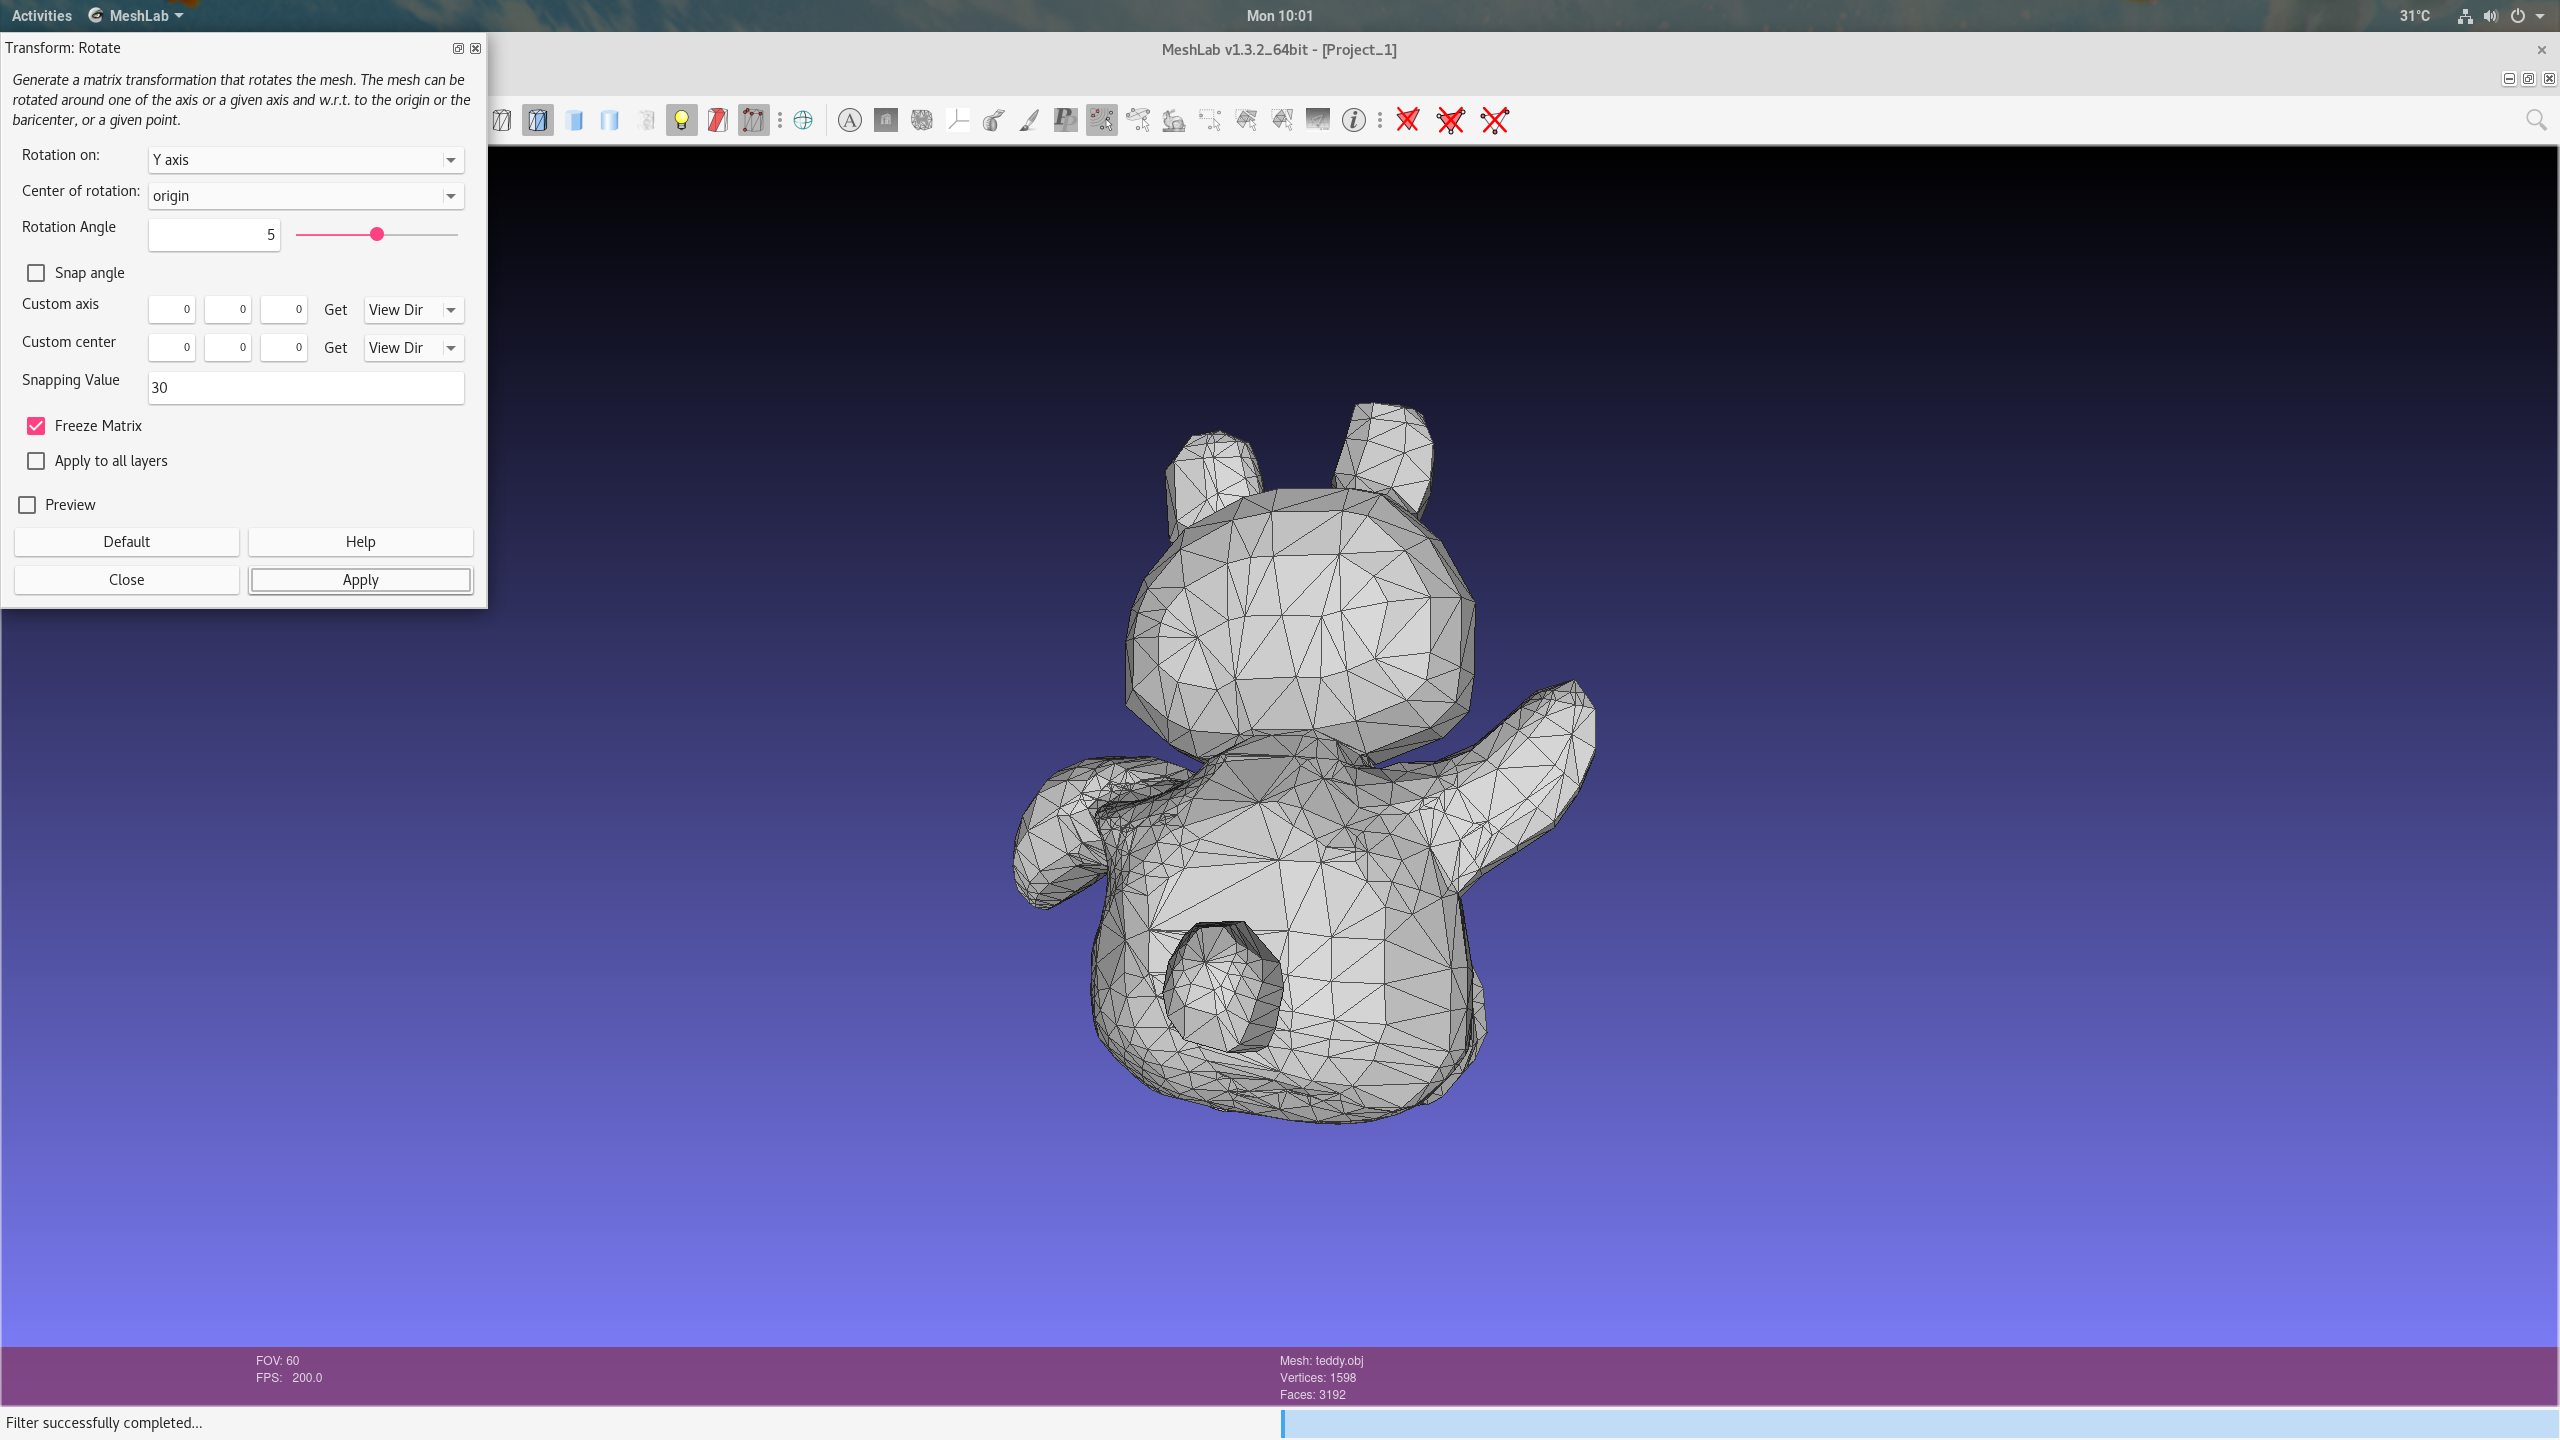 Activities MeshLab Mon 10:01 31°C
Transform: Rotate
MeshLab v1.3.2_64bit - [Project_1]
Generate a matrix transformation that rotates the mesh. The mesh can be
rotated around one of the axis or a given axis and w.r.t. to the origin or the
baricenter, or a given point.
Rotation on: Y axis
Center of rotation: origin
Rotation Angle 5
Snap angle
Custom axis 0 0 0 Get View Dir
Custom center 0 0 0 Get View Dir
Snapping Value 30
Freeze Matrix
Apply to all layers
Preview
Default Help
Close Apply
FOV: 60
FPS: 200.0
Mesh: teddy.obj
Vertices: 1598
Faces: 3192
Filter successfully completed...